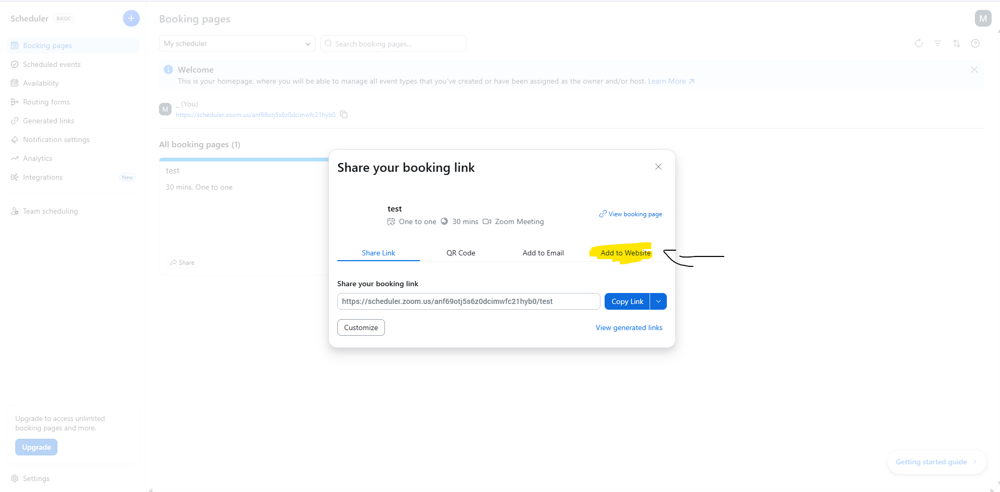 Scheduler BASIC
Booking pages
Scheduled events
Availability
Routing forms
Generated links
Notification settings
Analytics
Integrations New
Team scheduling
Upgrade to access unlimited
booking pages and more.
Upgrade
Settings
Booking pages
M
My scheduler
Search booking pages...
Welcome
This is your homepage, where you will be able to manage all event types that you've created or have been assigned as the owner and/or host. Learn More
M
_ (You)
https://scheduler.zoom.us/anf69otj5s6z0dcimwfc21hyb0
All booking pages (1)
test
30 mins, One to one
Share
Share your booking link
test
One to one 30 mins Zoom Meeting
View booking page
Share Link QR Code Add to Email Add to Website
Share your booking link
https://scheduler.zoom.us/anf69otj5s6z0dcimwfc21hyb0/test
Copy Link
Customize
View generated links
Getting started guide